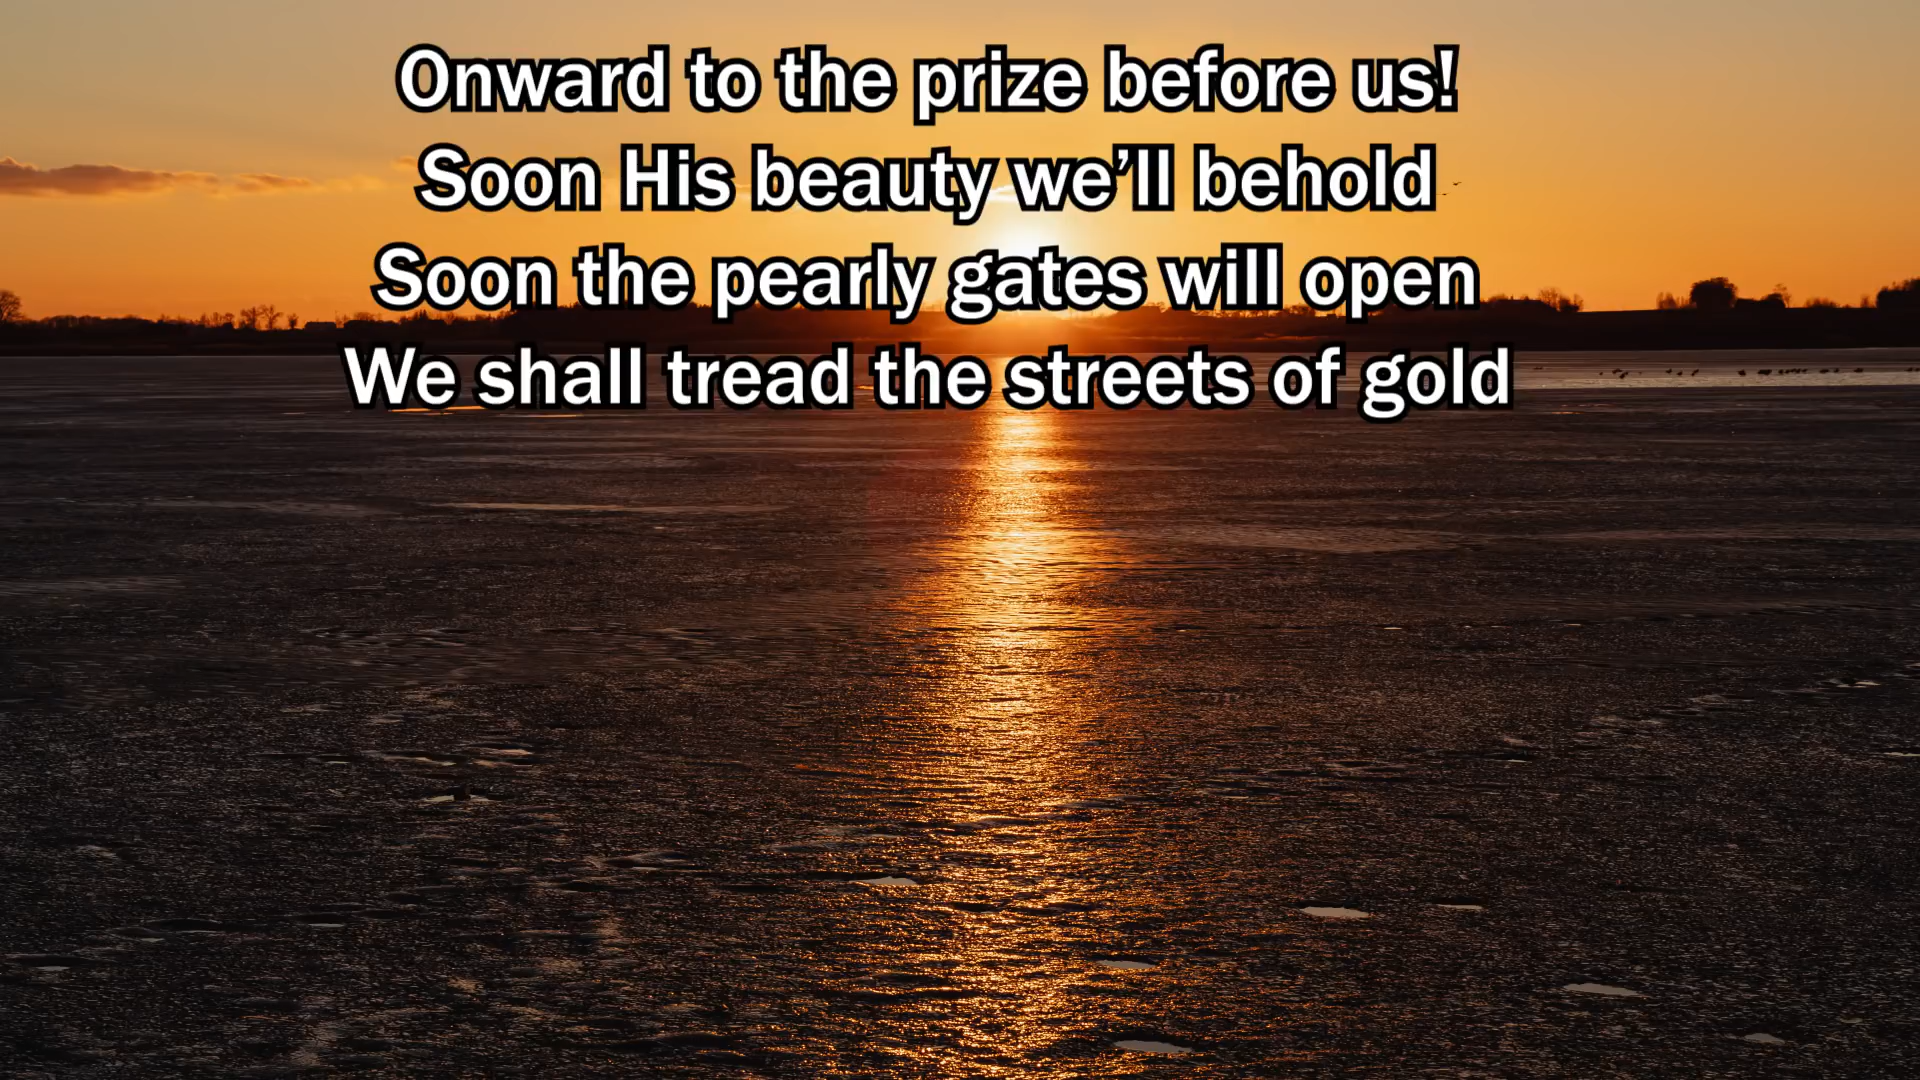 Onward to the prize before us!
Soon His beauty we’ll behold
Soon the pearly gates will open
We shall tread the streets of gold